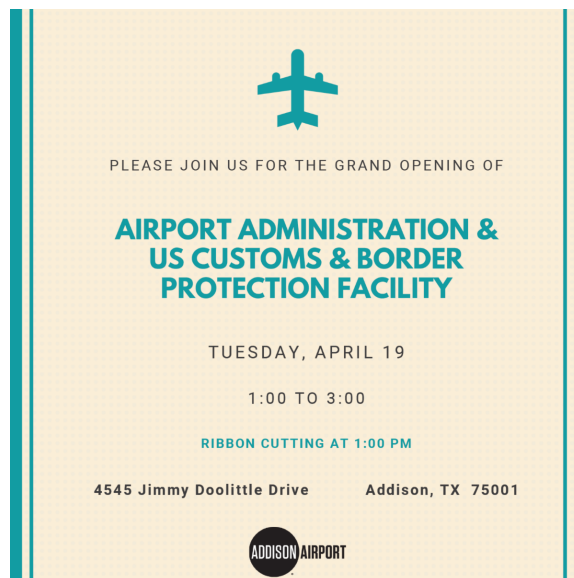 PLEASE JOIN US FOR THE GRAND OPENING OF
AIRPORT ADMINISTRATION &
US CUSTOMS & BORDER
PROTECTION FACILITY
TUESDAY, APRIL 19
1:00 TO 3:00
RIBBON CUTTING AT 1:00 PM
4545 Jimmy Doolittle Drive Addison, TX 75001
ADDISON AIRPORT